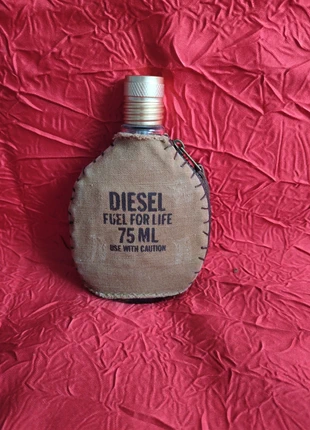 DIESEL
FUEL FOR LIFE
75 ML
USE WITH CAUTION